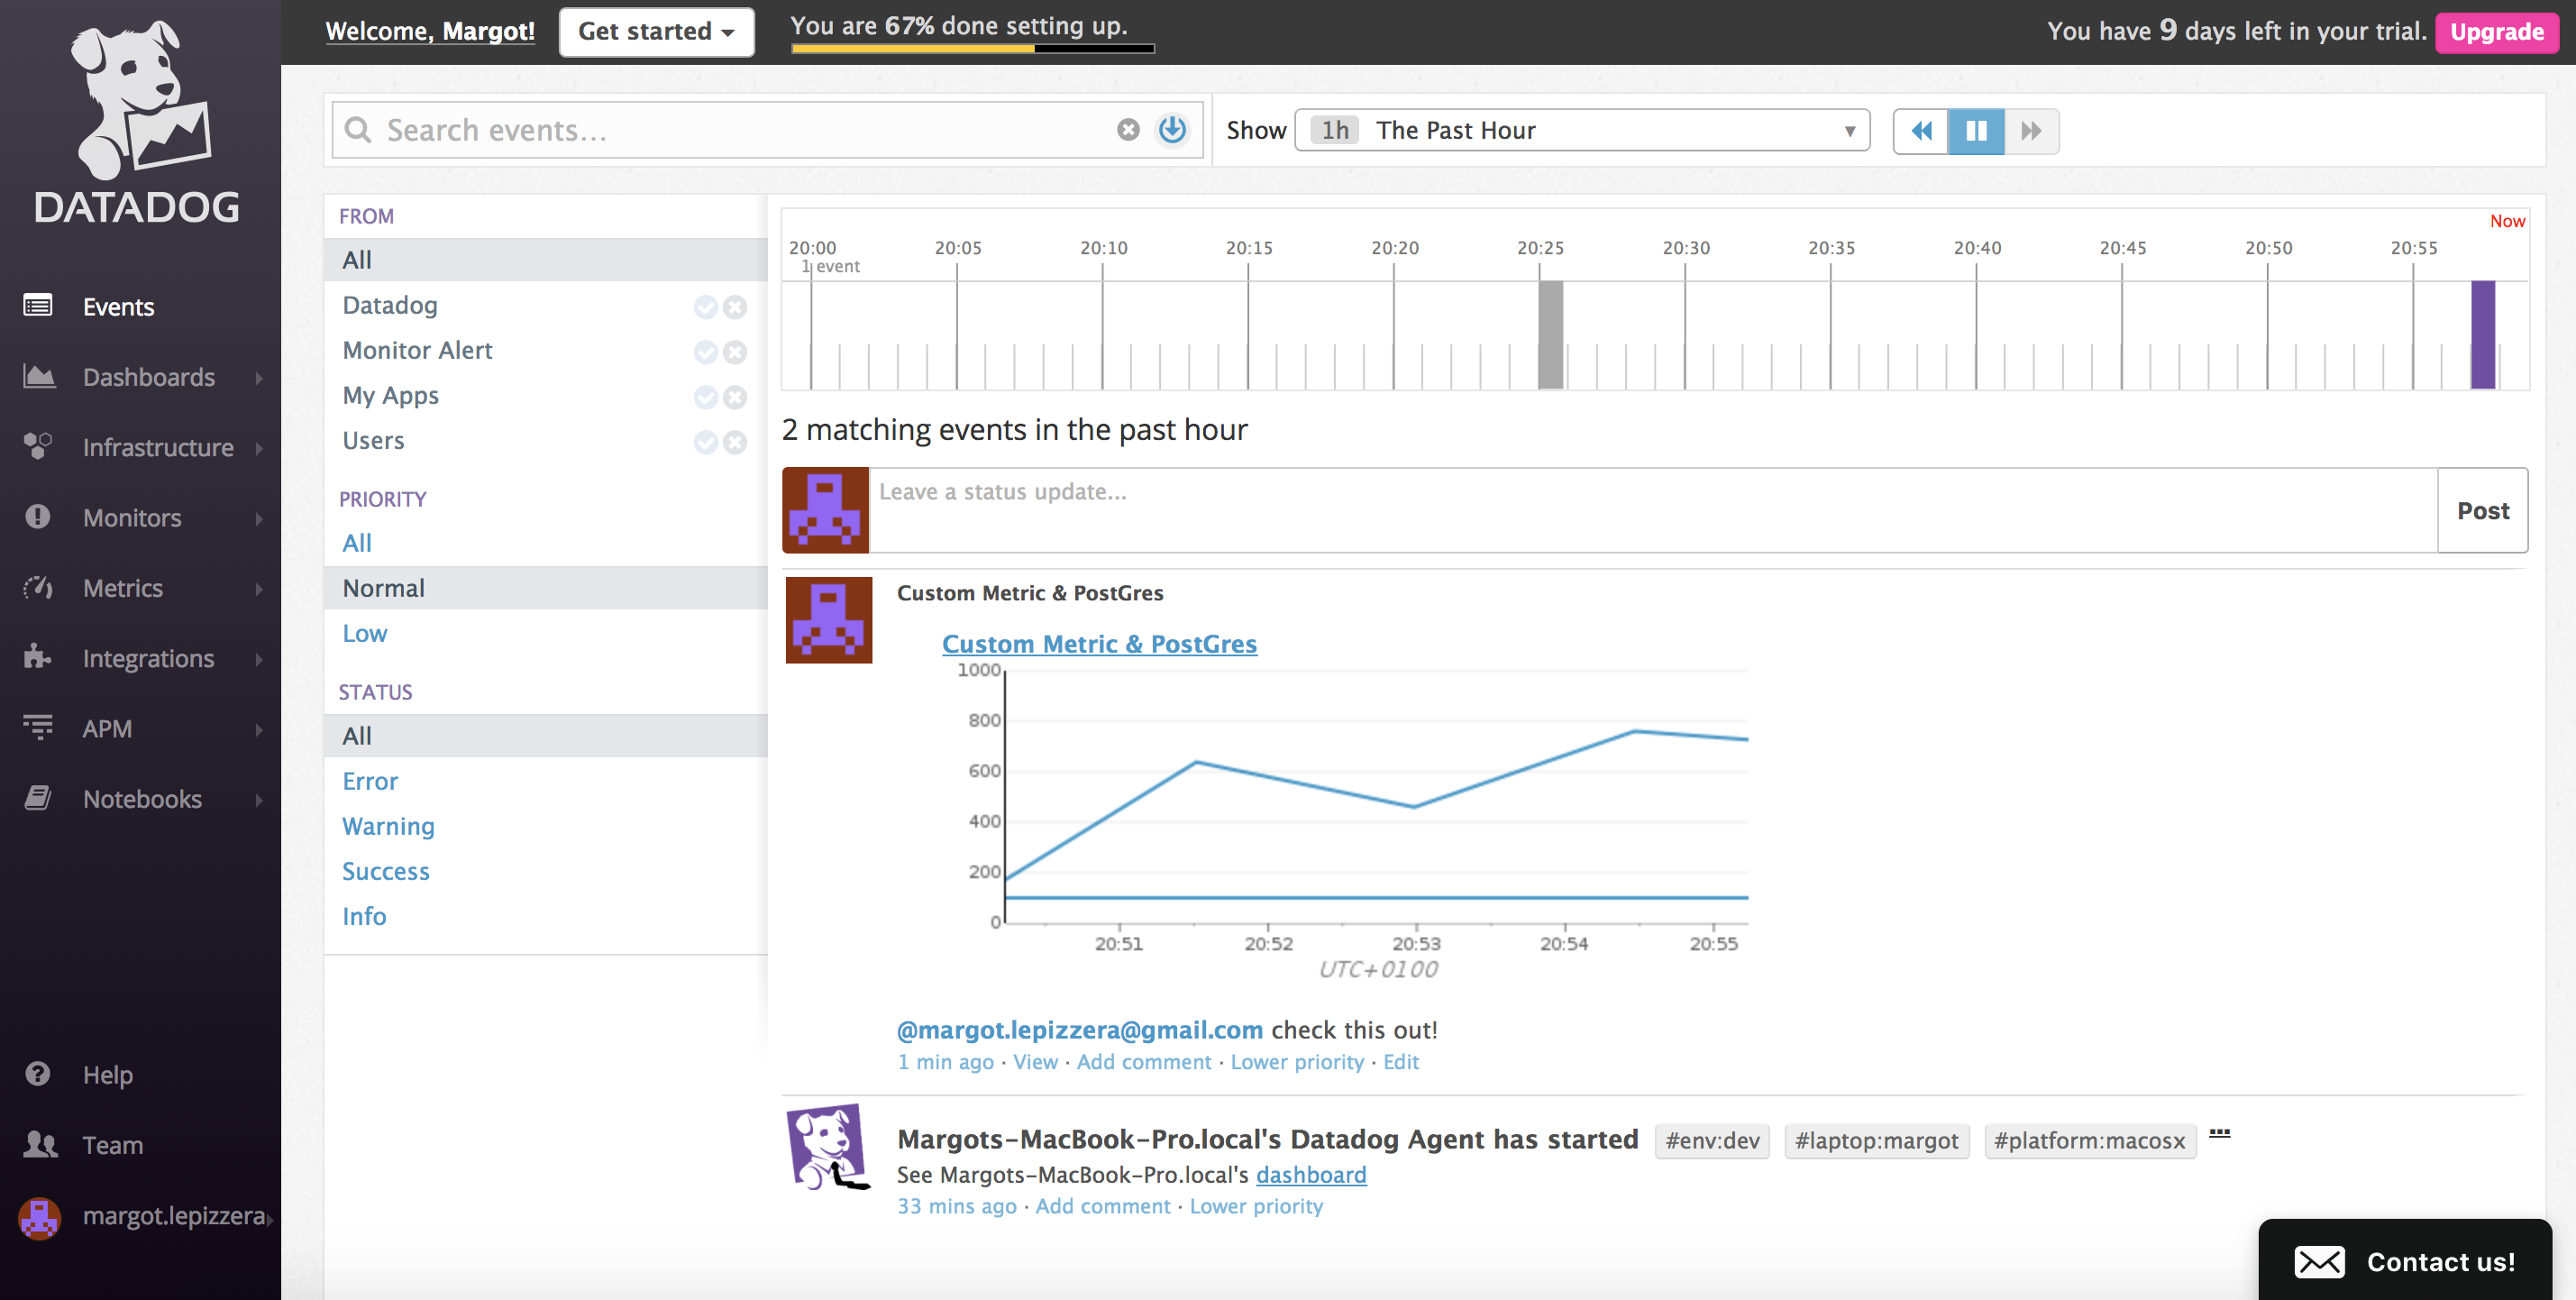 DATADOG
Events
Dashboards
Infrastructure
Monitors
Metrics
Integrations
APM
Notebooks
Help
Team
margot.lepizzera
Welcome, Margot!
Get started
You are 67% done setting up.
You have 9 days left in your trial.
Upgrade
Search events...
Show
1h The Past Hour
FROM
All
Datadog
Monitor Alert
My Apps
Users
PRIORITY
All
Normal
Low
STATUS
All
Error
Warning
Success
Info
Now
20:00 20:05 20:10 20:15 20:20 20:25 20:30 20:35 20:40 20:45 20:50 20:55
1 event
2 matching events in the past hour
Leave a status update...
Post
Custom Metric & PostGres
Custom Metric & PostGres
1000
800
600
400
200
0
20:51 20:52 20:53 20:54 20:55
UTC+0100
@margot.lepizzera@gmail.com check this out!
1 min ago · View · Add comment · Lower priority · Edit
Margots-MacBook-Pro.local's Datadog Agent has started #env:dev #laptop:margot #platform:macosx ...
See Margots-MacBook-Pro.local's dashboard
33 mins ago · Add comment · Lower priority
Contact us!